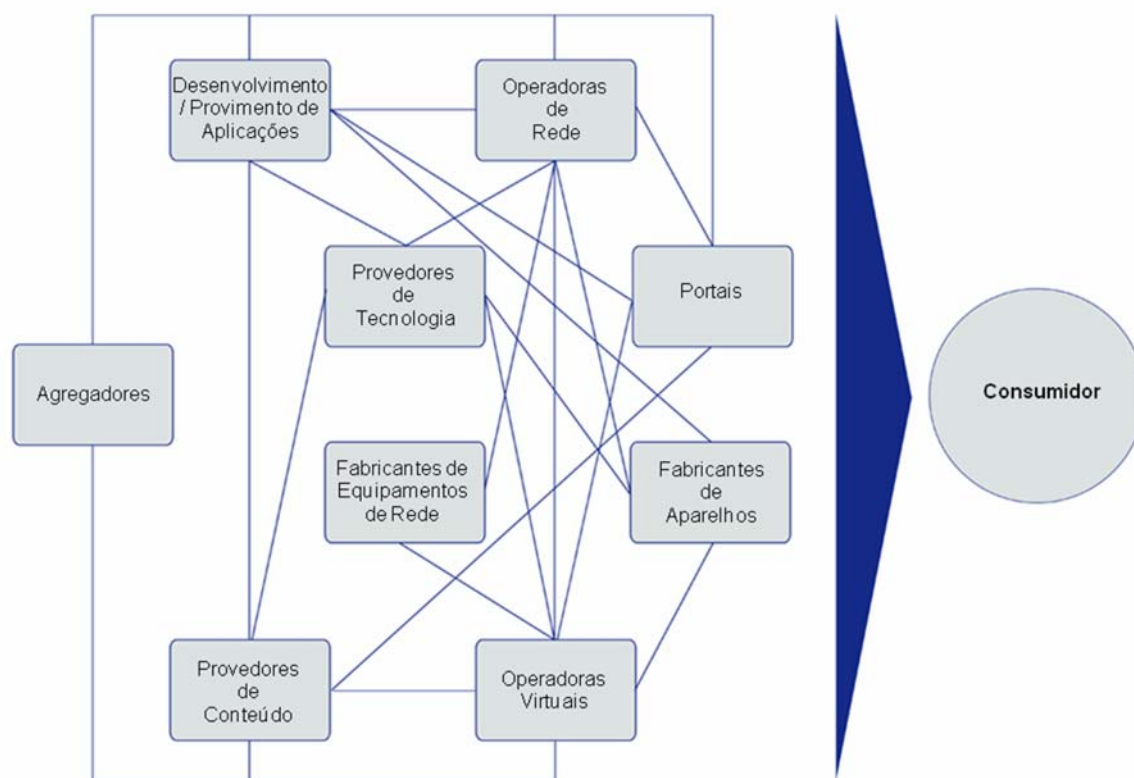 Desenvolvimento
/ Provimento de
Aplicações
Operadoras
de
Rede
Provedores
de
Tecnologia
Portais
Agregadores
Consumidor
Fabricantes de
Equipamentos
de Rede
Fabricantes
de
Aparelhos
Provedores
de
Conteúdo
Operadoras
Virtuais